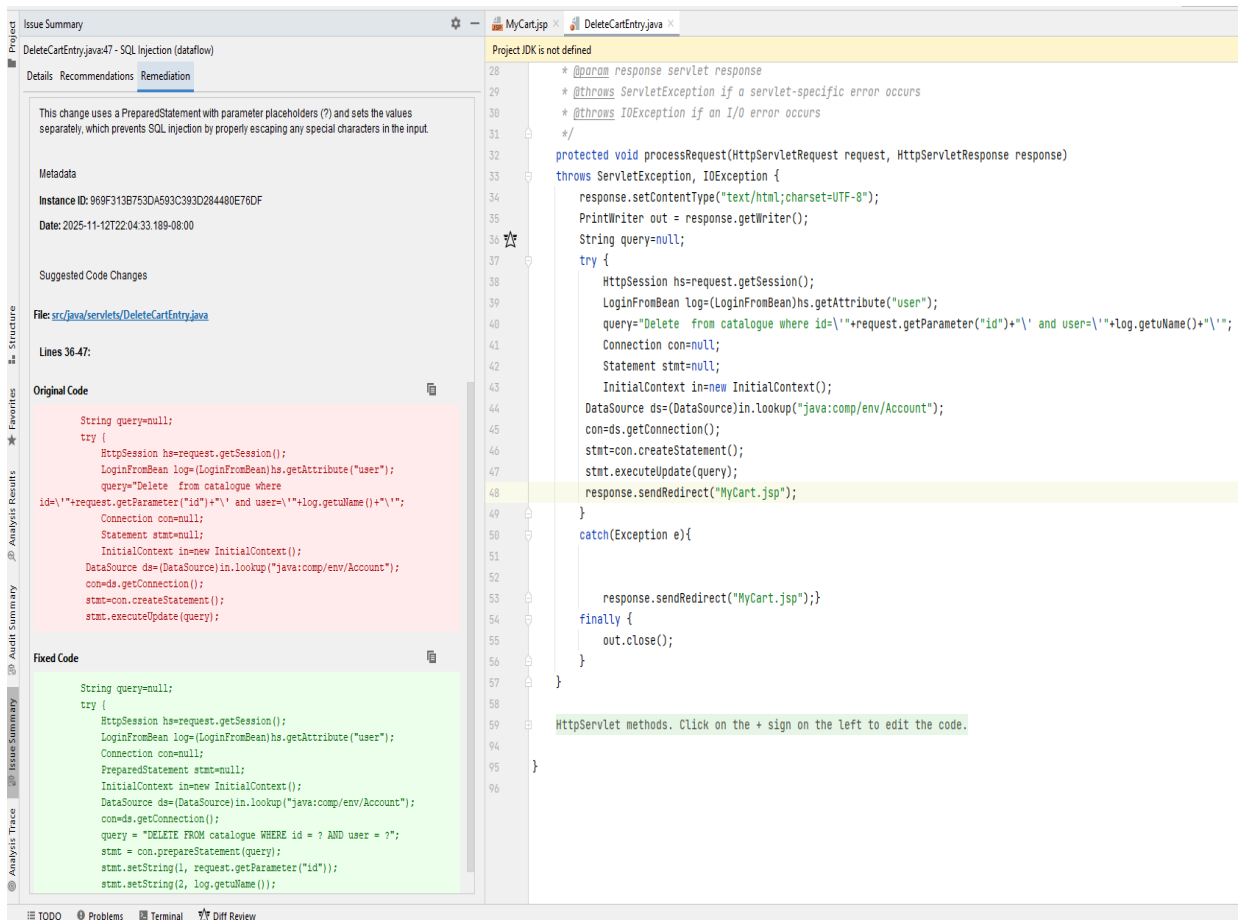 Project
Structure
Favorites
Analysis Results
Audit Summary
Issue Summary
Analysis Trace
Issue Summary
DeleteCartEntry.java:47 - SQL Injection (dataflow)
Details Recommendations Remediation
This change uses a PreparedStatement with parameter placeholders (?) and sets the values
separately, which prevents SQL injection by properly escaping any special characters in the input.
Metadata
Instance ID: 969F313B753DA593C393D284480E76DF
Date: 2025-11-12T22:04:33.189-08:00
Suggested Code Changes
File: src/java/servlets/DeleteCartEntry.java
Lines 36-47:
Original Code
String query=null;
try {
HttpSession hs=request.getSession();
LoginFromBean log=(LoginFromBean)hs.getAttribute("user");
query="Delete  from catalogue where
id=\'"+request.getParameter("id")+"\' and user=\'"+log.getuName()+"\'";
Connection con=null;
Statement stmt=null;
InitialContext in=new InitialContext();
DataSource ds=(DataSource)in.lookup("java:comp/env/Account");
con=ds.getConnection();
stmt=con.createStatement();
stmt.executeUpdate(query);
Fixed Code
String query=null;
try {
HttpSession hs=request.getSession();
LoginFromBean log=(LoginFromBean)hs.getAttribute("user");
Connection con=null;
PreparedStatement stmt=null;
InitialContext in=new InitialContext();
DataSource ds=(DataSource)in.lookup("java:comp/env/Account");
con=ds.getConnection();
query = "DELETE FROM catalogue WHERE id = ? AND user = ?";
stmt = con.prepareStatement(query);
stmt.setString(1, request.getParameter("id"));
stmt.setString(2, log.getuName());
MyCart.jsp DeleteCartEntry.java
Project JDK is not defined
28 * @param response servlet response
29 * @throws ServletException if a servlet-specific error occurs
30 * @throws IOException if an I/O error occurs
31 */
32 protected void processRequest(HttpServletRequest request, HttpServletResponse response)
33 throws ServletException, IOException {
34 response.setContentType("text/html;charset=UTF-8");
35 PrintWriter out = response.getWriter();
36 String query=null;
37 try {
38 HttpSession hs=request.getSession();
39 LoginFromBean log=(LoginFromBean)hs.getAttribute("user");
40 query="Delete  from catalogue where id=\'"+request.getParameter("id")+"\' and user=\'"+log.getuName()+"\'";
41 Connection con=null;
42 Statement stmt=null;
43 InitialContext in=new InitialContext();
44 DataSource ds=(DataSource)in.lookup("java:comp/env/Account");
45 con=ds.getConnection();
46 stmt=con.createStatement();
47 stmt.executeUpdate(query);
48 response.sendRedirect("MyCart.jsp");
49 }
50 catch(Exception e){
51
52
53 response.sendRedirect("MyCart.jsp");}
54 finally {
55 out.close();
56 }
57 }
58
59 HttpServlet methods. Click on the + sign on the left to edit the code.
94
95 }
96
TODO Problems Terminal Diff Review